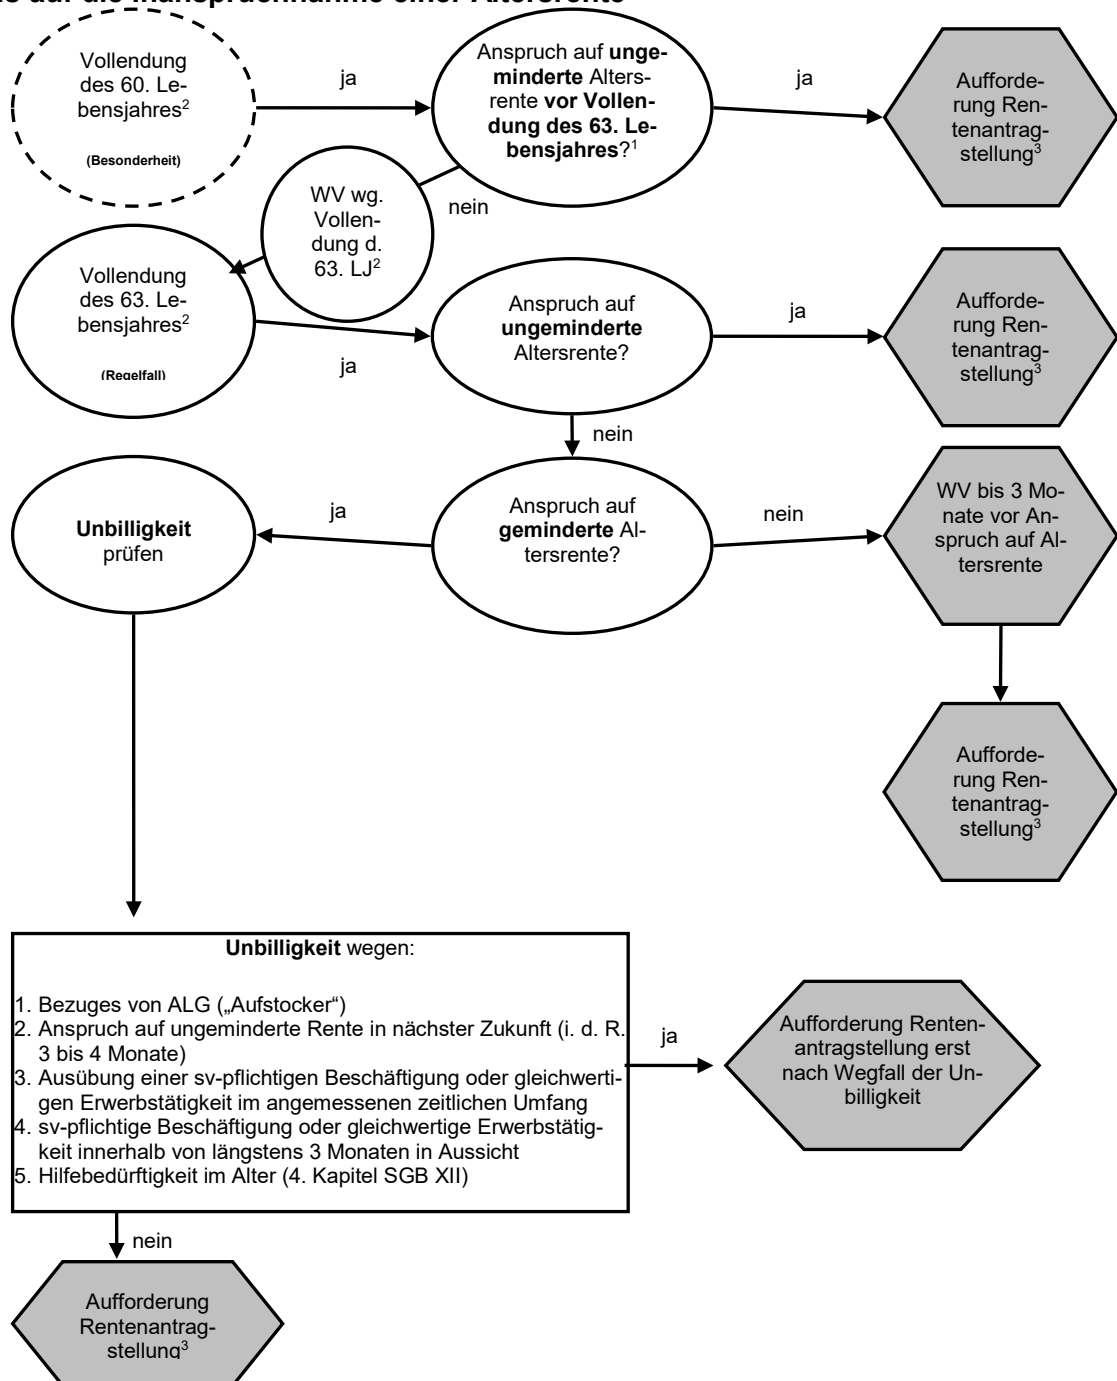 Vollendung
des 60. Le-
bensjahres²
(Besonderheit)
ja
Anspruch auf unge-
minderte Alters-
rente vor Vollen-
dung des 63. Le-
bensjahres?¹
ja
Aufforde-
rung Ren-
tenantrag-
stellung³
nein
WV wg.
Vollen-
dung d.
63. LJ²
Vollendung
des 63. Le-
bensjahres²
(Regelfall)
ja
Anspruch auf
ungeminderte
Altersrente?
ja
Aufforde-
rung Ren-
tenantrag-
stellung³
nein
Anspruch auf
geminderte Al-
tersrente?
ja
Unbilligkeit
prüfen
nein
WV bis 3 Mo-
nate vor An-
spruch auf Al-
tersrente
Aufforde-
rung Ren-
tenantrag-
stellung³
Unbilligkeit wegen:
1. Bezuges von ALG („Aufstocker“)
2. Anspruch auf ungeminderte Rente in nächster Zukunft (i. d. R.
3 bis 4 Monate)
3. Ausübung einer sv-pflichtigen Beschäftigung oder gleichwerti-
gen Erwerbstätigkeit im angemessenen zeitlichen Umfang
4. sv-pflichtige Beschäftigung oder gleichwertige Erwerbstätig-
keit innerhalb von längstens 3 Monaten in Aussicht
5. Hilfebedürftigkeit im Alter (4. Kapitel SGB XII)
ja
Aufforderung Renten-
antragstellung erst
nach Wegfall der Un-
billigkeit
nein
Aufforderung
Rentenantrag-
stellung³